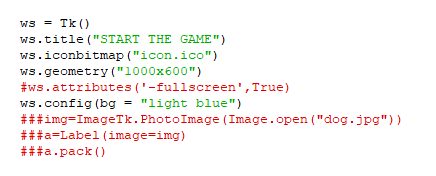 ws = Tk()
ws.title("START THE GAME")
ws.iconbitmap("icon.ico")
ws.geometry("1000x600")
#ws.attributes('-fullscreen',True)
ws.config(bg = "light blue")
###img=ImageTk.PhotoImage(Image.open("dog.jpg"))
###a=Label(image=img)
###a.pack()